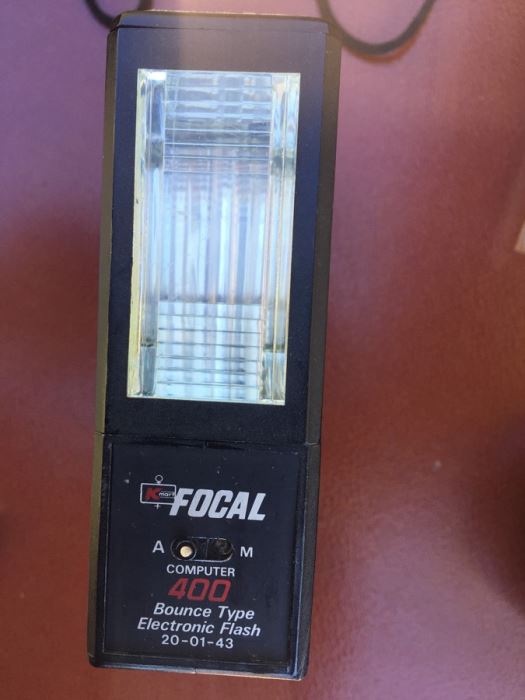 Kmart FOCAL
A M
COMPUTER
400
Bounce Type
Electronic Flash
20-01-43